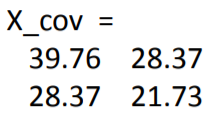 X_cov =
39.76 28.37
28.37 21.73